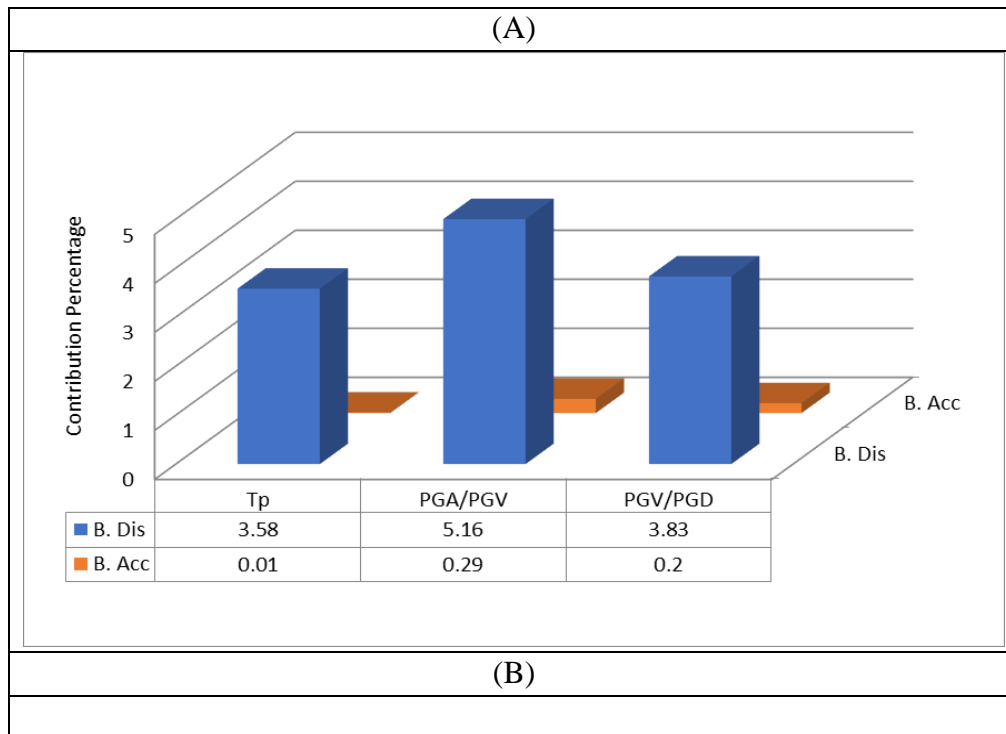 (A)
Contribution Percentage
5
4
3
2
1
0
B. Acc
B. Dis
Tp PGA/PGV PGV/PGD
B. Dis 3.58 5.16 3.83
B. Acc 0.01 0.29 0.2
(B)